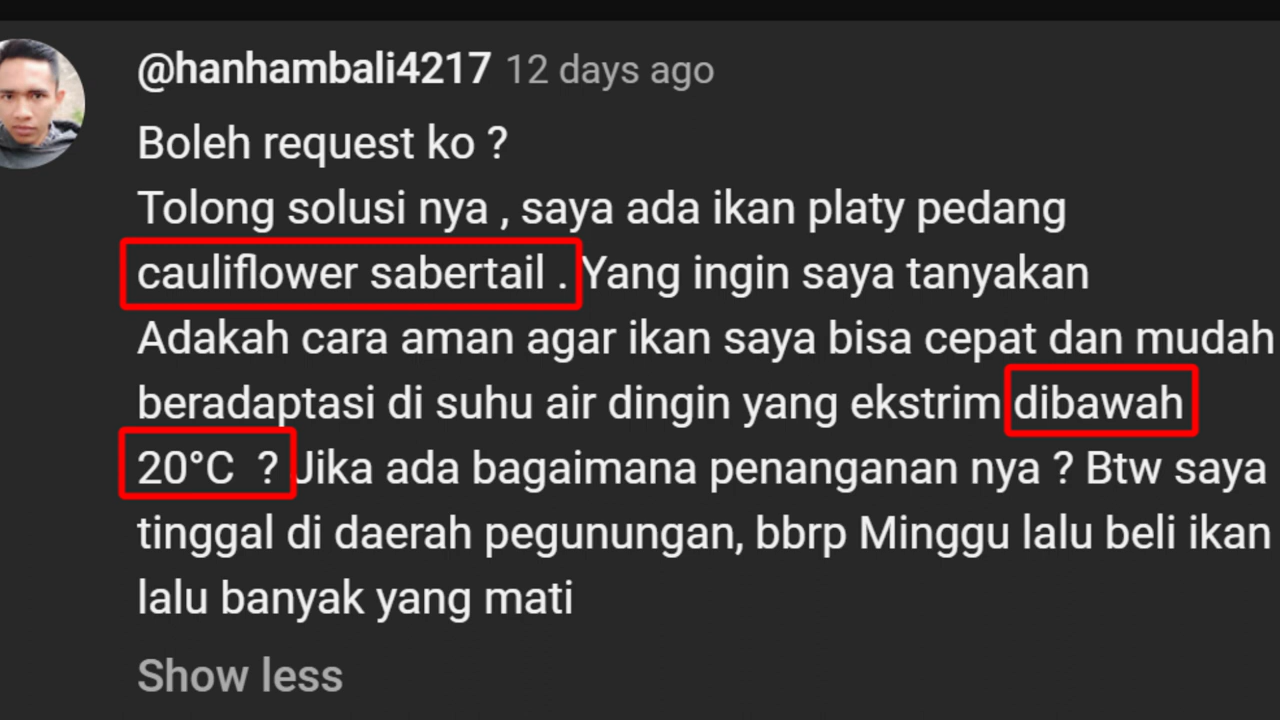 @hanhambali4217 12 days ago
Boleh request ko ?
Tolong solusi nya , saya ada ikan platy pedang
cauliflower sabertail . Yang ingin saya tanyakan
Adakah cara aman agar ikan saya bisa cepat dan mudah
beradaptasi di suhu air dingin yang ekstrim dibawah
20°C  ? Jika ada bagaimana penanganan nya ? Btw saya
tinggal di daerah pegunungan, bbrp Minggu lalu beli ikan
lalu banyak yang mati
Show less